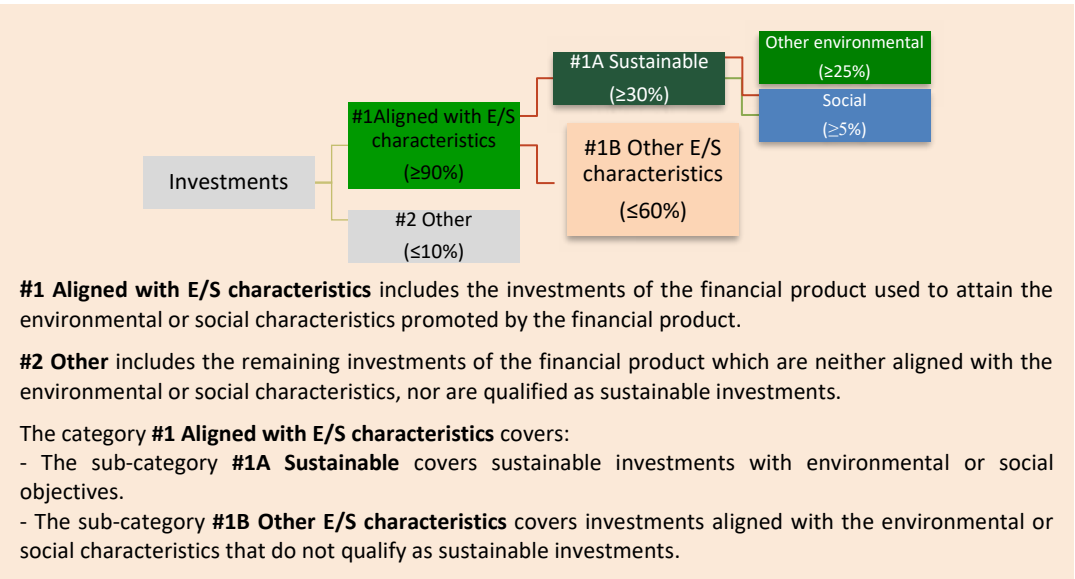 Other environmental
(≥25%)
#1A Sustainable
(≥30%)
Social
(≥5%)
#1Aligned with E/S
characteristics
(≥90%)
#1B Other E/S
characteristics
(≤60%)
Investments
#2 Other
(≤10%)
#1 Aligned with E/S characteristics includes the investments of the financial product used to attain the
environmental or social characteristics promoted by the financial product.
#2 Other includes the remaining investments of the financial product which are neither aligned with the
environmental or social characteristics, nor are qualified as sustainable investments.
The category #1 Aligned with E/S characteristics covers:
- The sub-category #1A Sustainable covers sustainable investments with environmental or social
objectives.
- The sub-category #1B Other E/S characteristics covers investments aligned with the environmental or
social characteristics that do not qualify as sustainable investments.